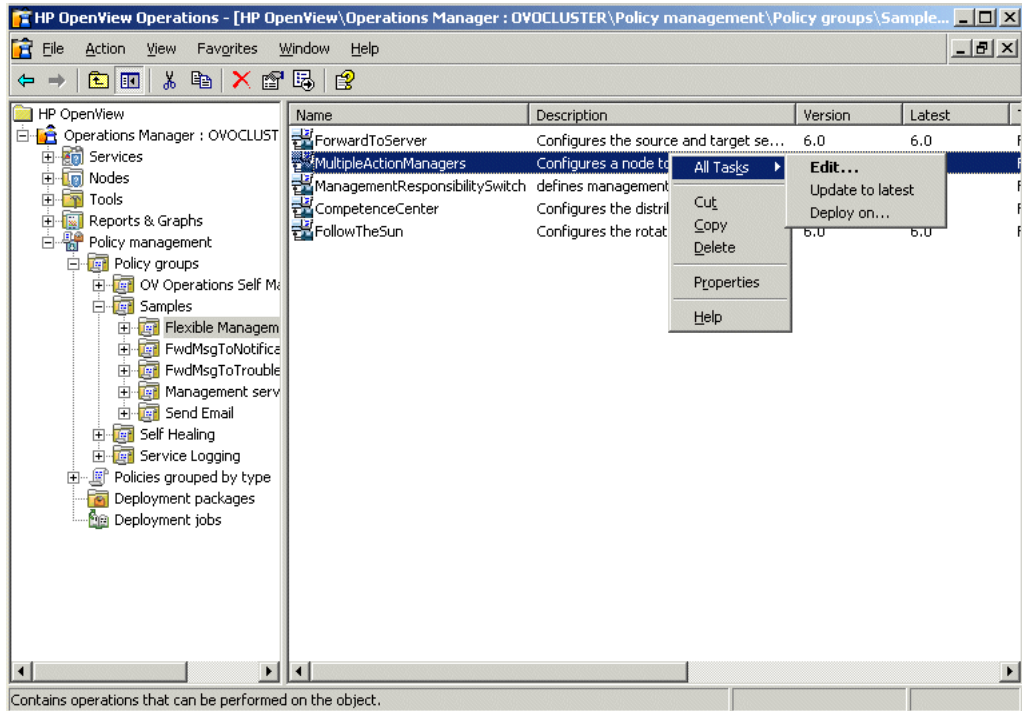 HP OpenView Operations - [HP OpenView\Operations Manager : OVOCLUSTER\Policy management\Policy groups\Sample...
File Action View Favorites Window Help
HP OpenView
Operations Manager : OVOCLUST
Services
Nodes
Tools
Reports & Graphs
Policy management
Policy groups
OV Operations Self Ma
Samples
Flexible Managem
FwdMsgToNotifica
FwdMsgToTrouble
Management serv
Send Email
Self Healing
Service Logging
Policies grouped by type
Deployment packages
Deployment jobs
Name Description Version Latest
ForwardToServer Configures the source and target se... 6.0 6.0
MultipleActionManagers Configures a node to
ManagementResponsibilitySwitch defines management
CompetenceCenter Configures the distril
FollowTheSun Configures the rotat 6.0 6.0
All Tasks
Cut
Copy
Delete
Properties
Help
Edit...
Update to latest
Deploy on...
Contains operations that can be performed on the object.